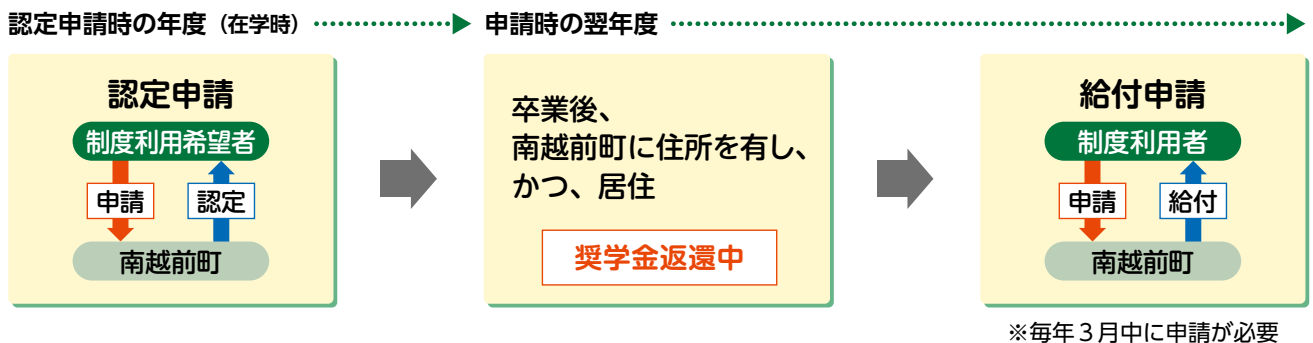 認定申請時の年度（在学時）
申請時の翌年度
認定申請
制度利用希望者
申請
認定
南越前町
卒業後、
南越前町に住所を有し、
かつ、居住
奨学金返還中
給付申請
制度利用者
申請
給付
南越前町
※毎年３月中に申請が必要